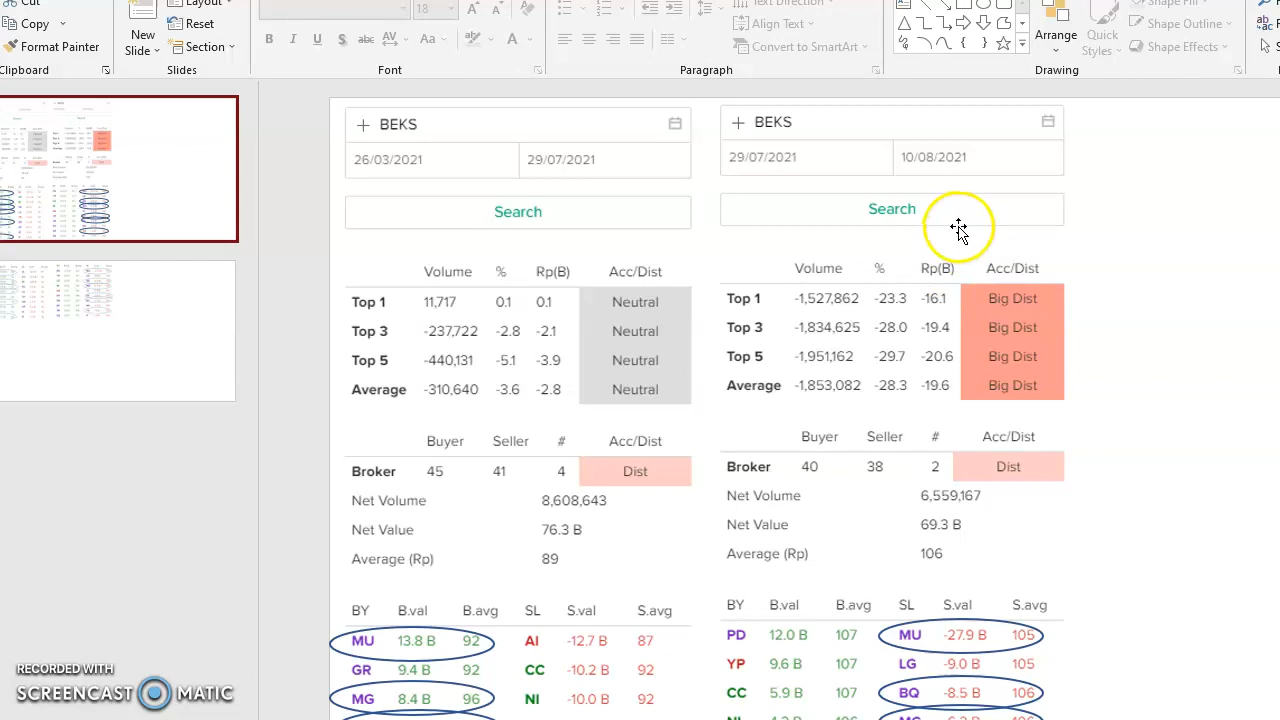 Cut
Layout
18
Text Direction
Shape Fill
Copy
New
Reset
Align Text
Shape Outline
Format Painter
Slide
Section
B I U S abc AV Aa A
Convert to SmartArt
Arrange
Quick
Styles
Shape Effects
Clipboard
Slides
Font
Paragraph
Drawing
BEKS
26/03/2021 29/07/2021
Search
Volume % Rp(B) Acc/Dist
Top 1 11,717 0.1 0.1 Neutral
Top 3 -237,722 -2.8 -2.1 Neutral
Top 5 -440,131 -5.1 -3.9 Neutral
Average -310,640 -3.6 -2.8 Neutral
Buyer Seller # Acc/Dist
Broker 45 41 4 Dist
Net Volume 8,608,643
Net Value 76.3 B
Average (Rp) 89
BY B.val B.avg SL S.val S.avg
MU 13.8 B 92 AI -12.7 B 87
GR 9.4 B 92 CC -10.2 B 92
MG 8.4 B 96 NI -10.0 B 92
BEKS
29/07/2021 10/08/2021
Search
Volume % Rp(B) Acc/Dist
Top 1 -1,527,862 -23.3 -16.1 Big Dist
Top 3 -1,834,625 -28.0 -19.4 Big Dist
Top 5 -1,951,162 -29.7 -20.6 Big Dist
Average -1,853,082 -28.3 -19.6 Big Dist
Buyer Seller # Acc/Dist
Broker 40 38 2 Dist
Net Volume 6,559,167
Net Value 69.3 B
Average (Rp) 106
BY B.val B.avg SL S.val S.avg
PD 12.0 B 107 MU -27.9 B 105
YP 9.6 B 107 LG -9.0 B 105
CC 5.9 B 107 BQ -8.5 B 106
RECORDED WITH
SCREENCAST MATIC